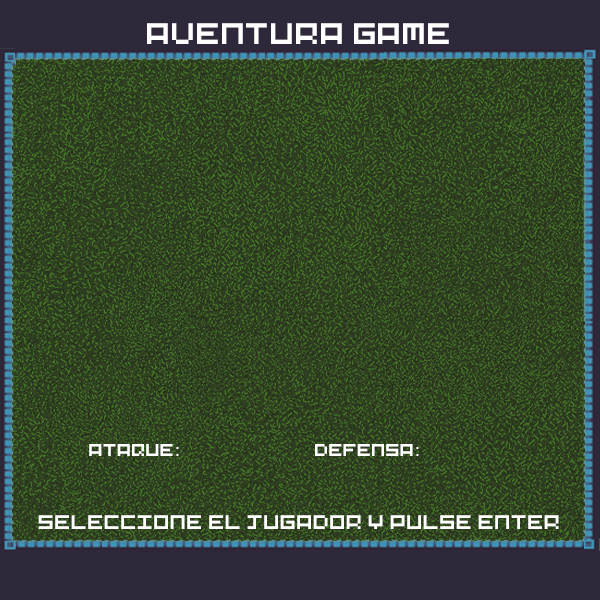 AVENTURA GAME
ATAQUE: DEFENSA:
SELECCIONE EL JUGADOR Y PULSE ENTER